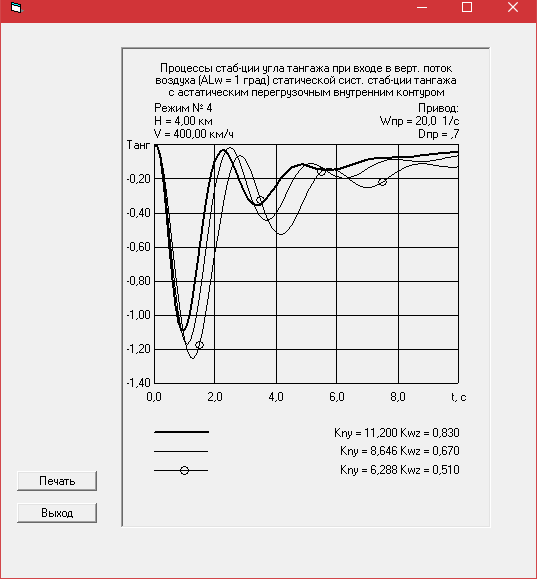 Процессы стаб-ции угла тангажа при входе в верт. поток
воздуха (ALw = 1 град) статической сист. стаб-ции тангажа
с астатическим перегрузочным внутренним контуром
Режим № 4 Привод:
H = 4,00 км Wпр = 20,0 1/с
V = 400,00 км/ч Dпр = ,7
Танг
-0,20
-0,40
-0,60
-0,80
-1,00
-1,20
-1,40
0,0 2,0 4,0 6,0 8,0 t, с
Kny = 11,200 Kwz = 0,830
Kny = 8,646 Kwz = 0,670
Kny = 6,288 Kwz = 0,510
Печать
Выход